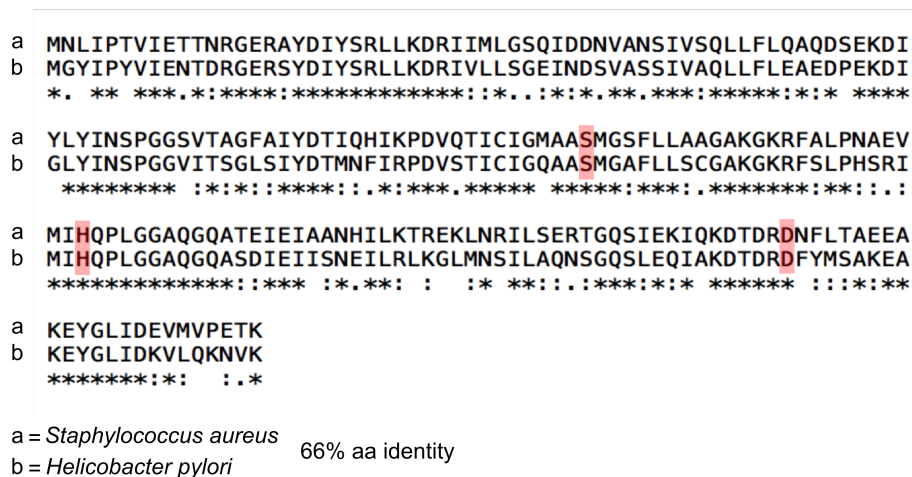 a MNLIPTVIETTNRGERAYDIYSRLLKDRIIMLGSQIDDNVANSIVSQLLFLQAQDSEKDI
b MGYIPYVIENTDRGERSYDIYSRLLKDRIVLLSGEINDSVASSIVAQLLFLEAEDPEKDI
*. ** ***.*:****:************::*..:*:*.**.***:*****:*:* ****
a YLYINSPGGSVTAGFAIYDTIQHIKPDVQTICIGMAASMGSFLLAAGAKGKRFALPNAEV
b GLYINSPGGVITSGLSIYDTMNFIRPDVSTICIGQAASMGAFLLSCGAKGKRFSLPHSRI
******** :*:*::****::.*:***.***** *****:***:.*******:**::.:
a MIHQPLGGAQGQATEIEIAANHILKTREKLNRILSERTGQSIEKIQKDTDRDNFLTAEEA
b MIHQPLGGAQGQASDIEIISNEILRLKGLMNSILAQNSGQSLEQIAKDTDRDFYMSAKEA
*************::*** :*.**: : :* **::.:***:*:* ****** :::*:**
a KEYGLIDEVMVPETK
b KEYGLIDKVLQKNVK
*******:*: :.*
a = Staphylococcus aureus
66% aa identity
b = Helicobacter pylori